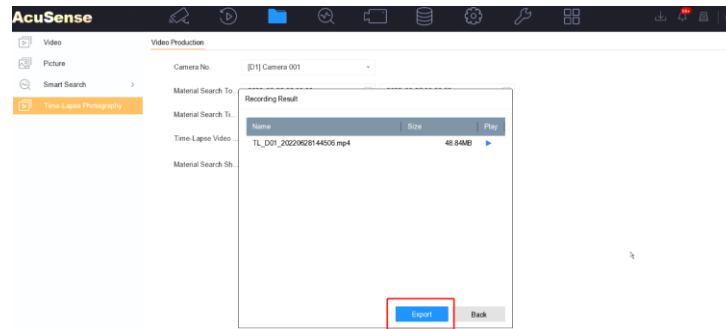 AcuSense
Video
Video Production
Picture
Camera No.
[D1] Camera 001
Smart Search
Material Search To...
Time-Lapse Photography
Recording Result
Material Search Ti...
Name Size Play
Time-Lapse Video ...
TL_D01_20220628144506.mp4 48.84MB
Material Search Sh...
Export Back